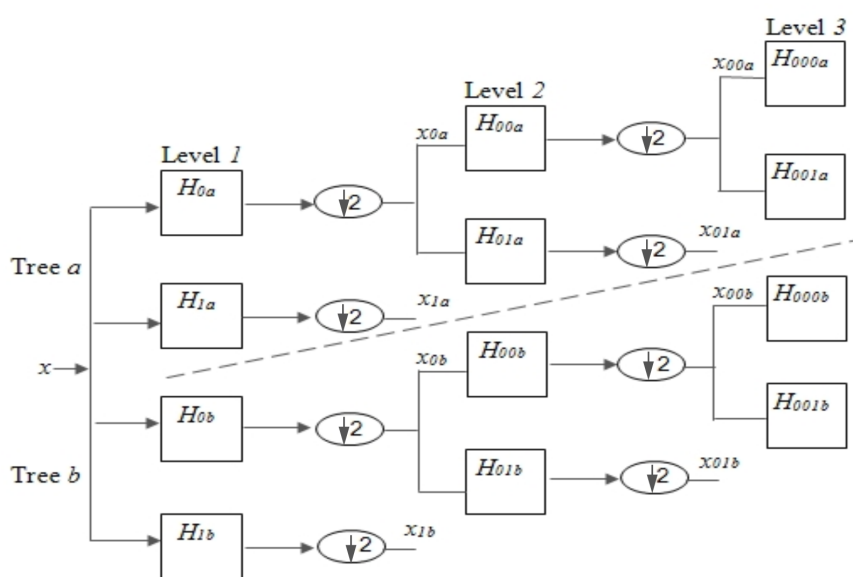 Level 3
x00a
H000a
Level 2
x0a
H00a
↓2
Level 1
H0a
↓2
H001a
H01a
↓2
x01a
Tree a
H1a
↓2
x1a
x
x00b
H000b
x0b
H00b
↓2
H0b
↓2
H001b
Tree b
H01b
↓2
x01b
H1b
↓2
x1b